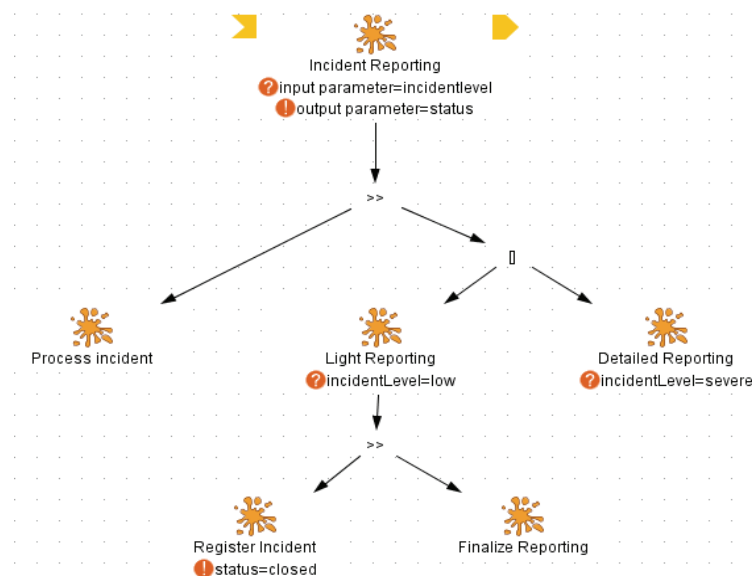 Incident Reporting
? input parameter=incidentlevel
! output parameter=status
>>
[]
Process incident
Light Reporting
? incidentLevel=low
Detailed Reporting
? incidentLevel=severe
>>
Register Incident
! status=closed
Finalize Reporting